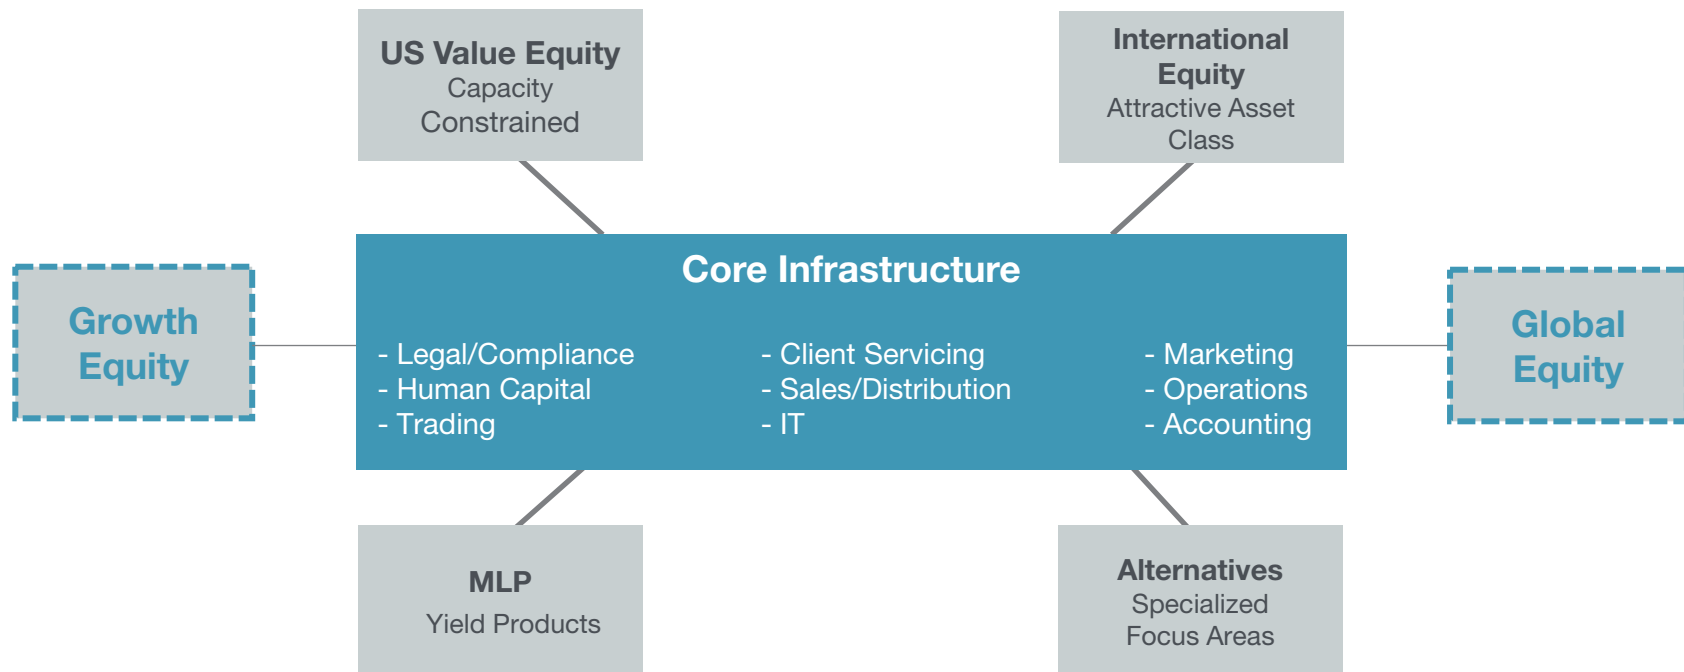 US Value Equity
Capacity
Constrained
International
Equity
Attractive Asset
Class
Growth
Equity
Core Infrastructure
- Legal/Compliance
- Human Capital
- Trading
- Client Servicing
- Sales/Distribution
- IT
- Marketing
- Operations
- Accounting
Global
Equity
MLP
Yield Products
Alternatives
Specialized
Focus Areas